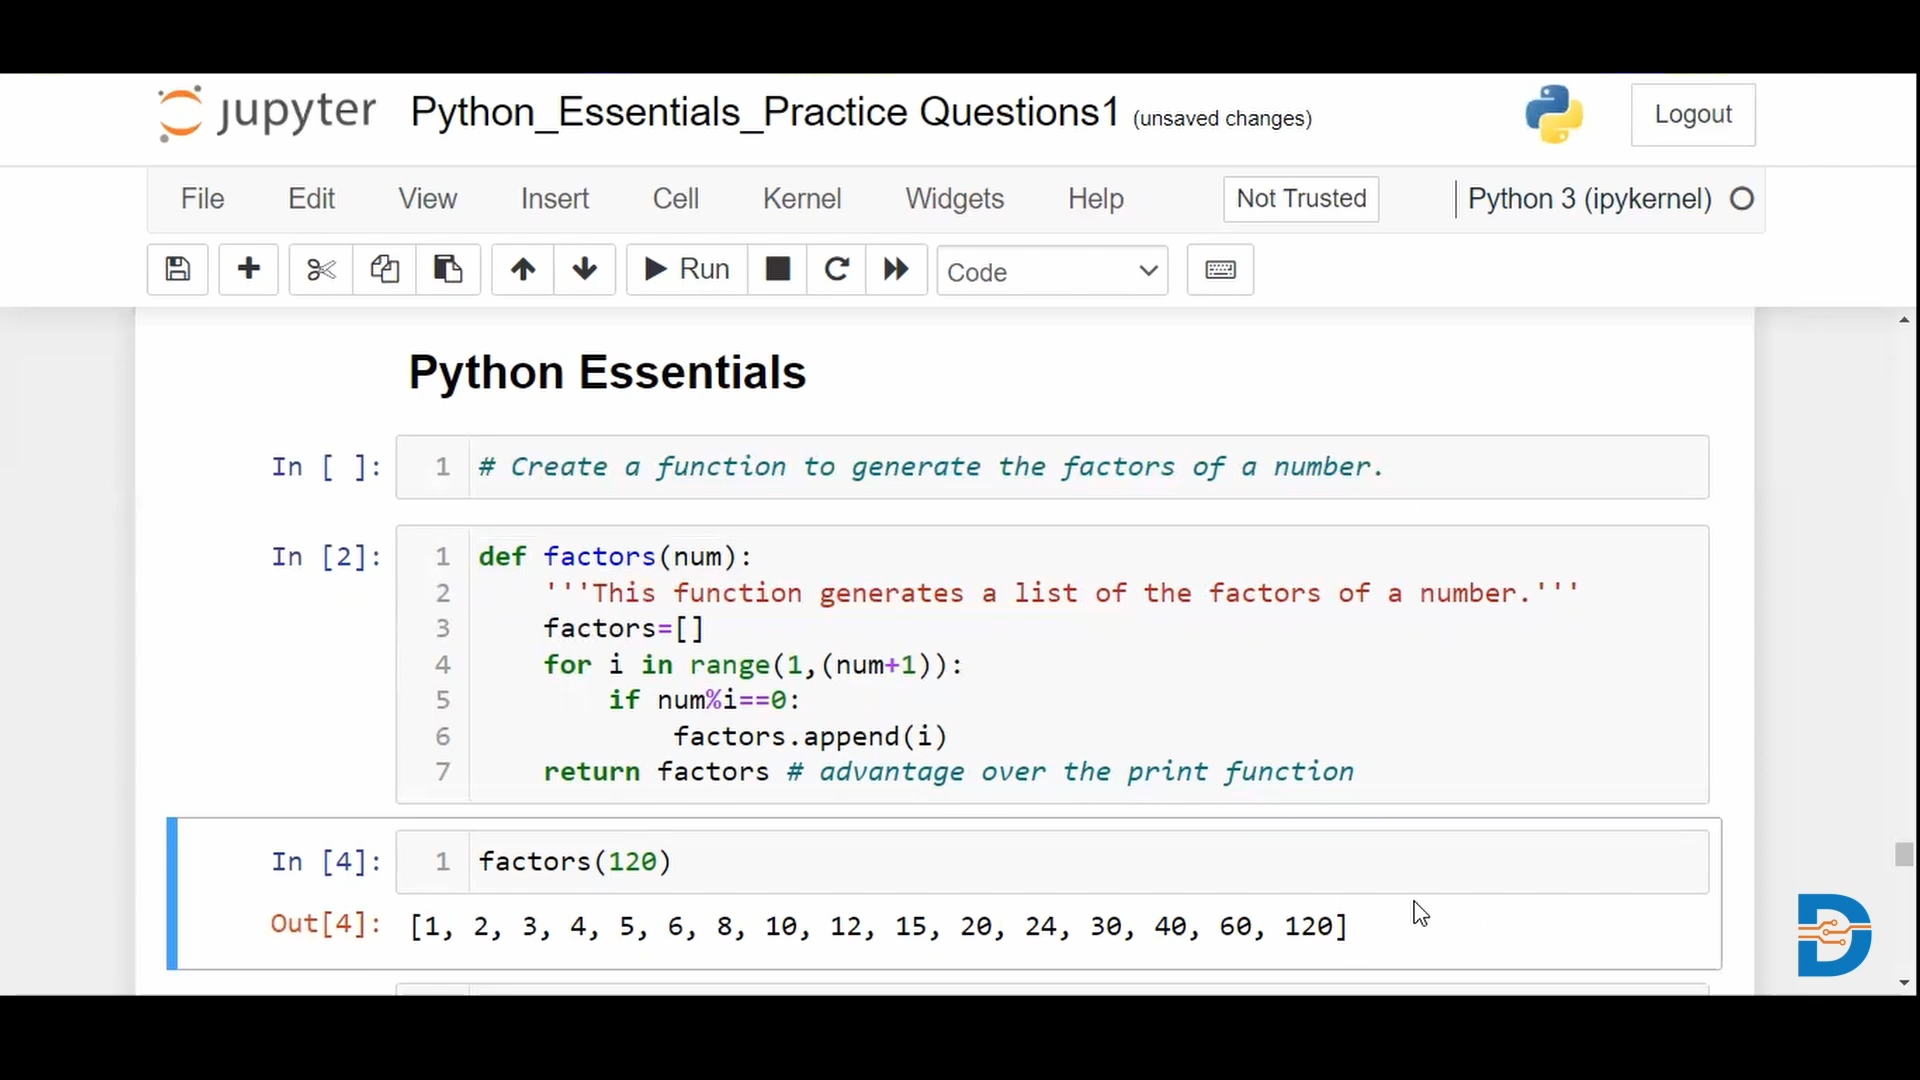 jupyter Python_Essentials_Practice Questions1 (unsaved changes) Logout
File Edit View Insert Cell Kernel Widgets Help Not Trusted Python 3 (ipykernel)
Run Code
Python Essentials
In [ ]: 1 # Create a function to generate the factors of a number.
In [2]: 1 def factors(num):
2 '''This function generates a list of the factors of a number.'''
3 factors=[]
4 for i in range(1,(num+1)):
5 if num%i==0:
6 factors.append(i)
7 return factors # advantage over the print function
In [4]: 1 factors(120)
Out[4]: [1, 2, 3, 4, 5, 6, 8, 10, 12, 15, 20, 24, 30, 40, 60, 120]
D